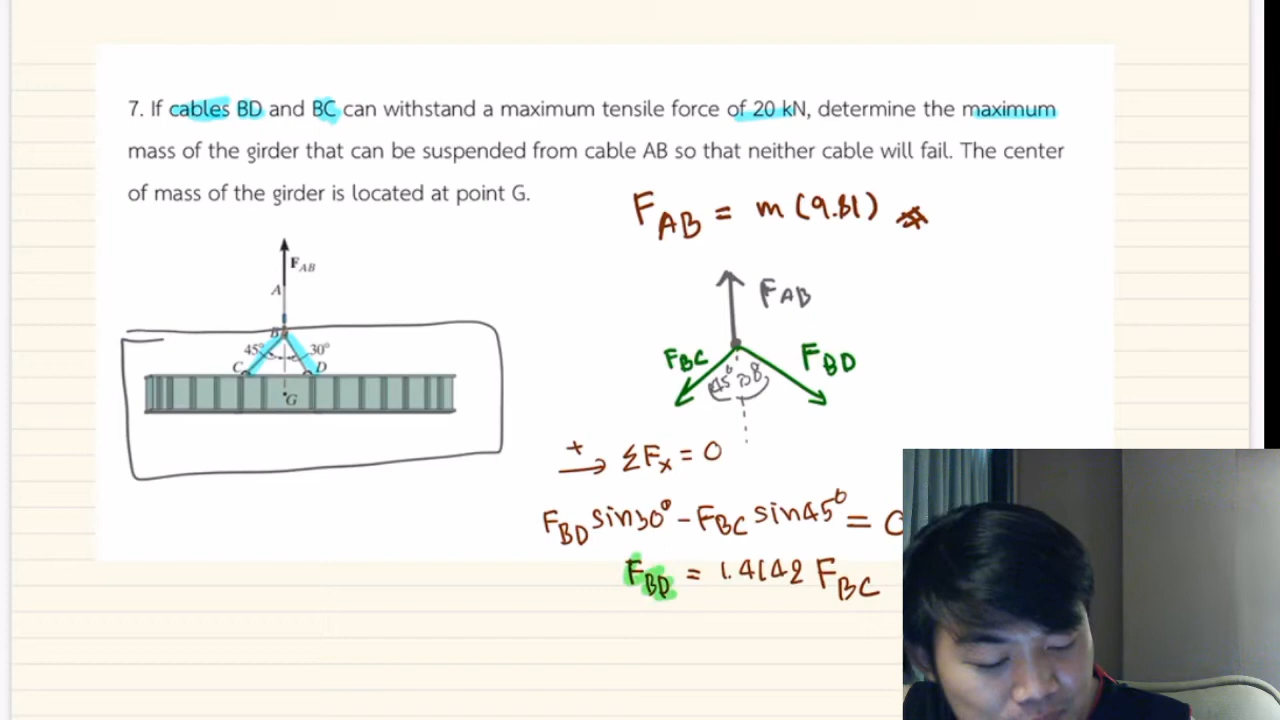 7. If cables BD and BC can withstand a maximum tensile force of 20 kN, determine the maximum
mass of the girder that can be suspended from cable AB so that neither cable will fail. The center
of mass of the girder is located at point G.
F_AB = m(9.81)
F_AB
A
B
45° 30°
C D
G
F_AB
F_BC F_BD
45° 30°
+→ ΣF_x = 0
F_BD sin30° - F_BC sin45° = 0
F_BD = 1.4142 F_BC